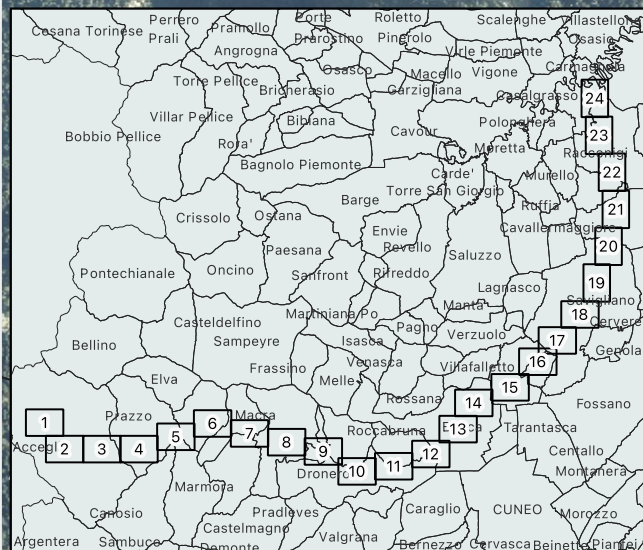 Perrero
Porte
Roletto
Scalenghe
Villastellone
Cesana Torinese
Prali
Pramollo
Prarostino
Pinerolo
Osasio
Angrogna
Virle Piemonte
Osasco
Macello
Vigone
Carmagnola
Torre Pellice
Bricherasio
Garzigliana
Casalgrasso
24
Villar Pellice
Bibiana
Cavour
Polonghera
23
Bobbio Pellice
Rora'
Moretta
Racconigi
Bagnolo Piemonte
Carde'
Murello
22
Torre San Giorgio
Barge
Ruffia
21
Crissolo
Ostana
Envie
Cavallermaggiore
Paesana
Revello
Saluzzo
20
Pontechianale
Oncino
Sanfront
Rifreddo
Lagnasco
19
Manta
Savigliano
Martiniana Po
18
Casteldelfino
Pagno
Verzuolo
Cervere
Bellino
Sampeyre
Isasca
17
Genola
Frassino
Venasca
Villafalletto
16
Elva
Melle
15
Rossana
14
Fossano
Prazzo
Macra
1
6
7
Roccabruna
13
Tarantasca
Accegl
2
3
4
5
8
9
12
Centallo
Dronero
10
11
Montanera
Marmora
Canosio
Pradleves
Caraglio
CUNEO
Morozzo
Castelmagno
Valgrana
Argentera
Sambuco
Demonte
Bernezzo
Cervasca
Beinette
Pianfei